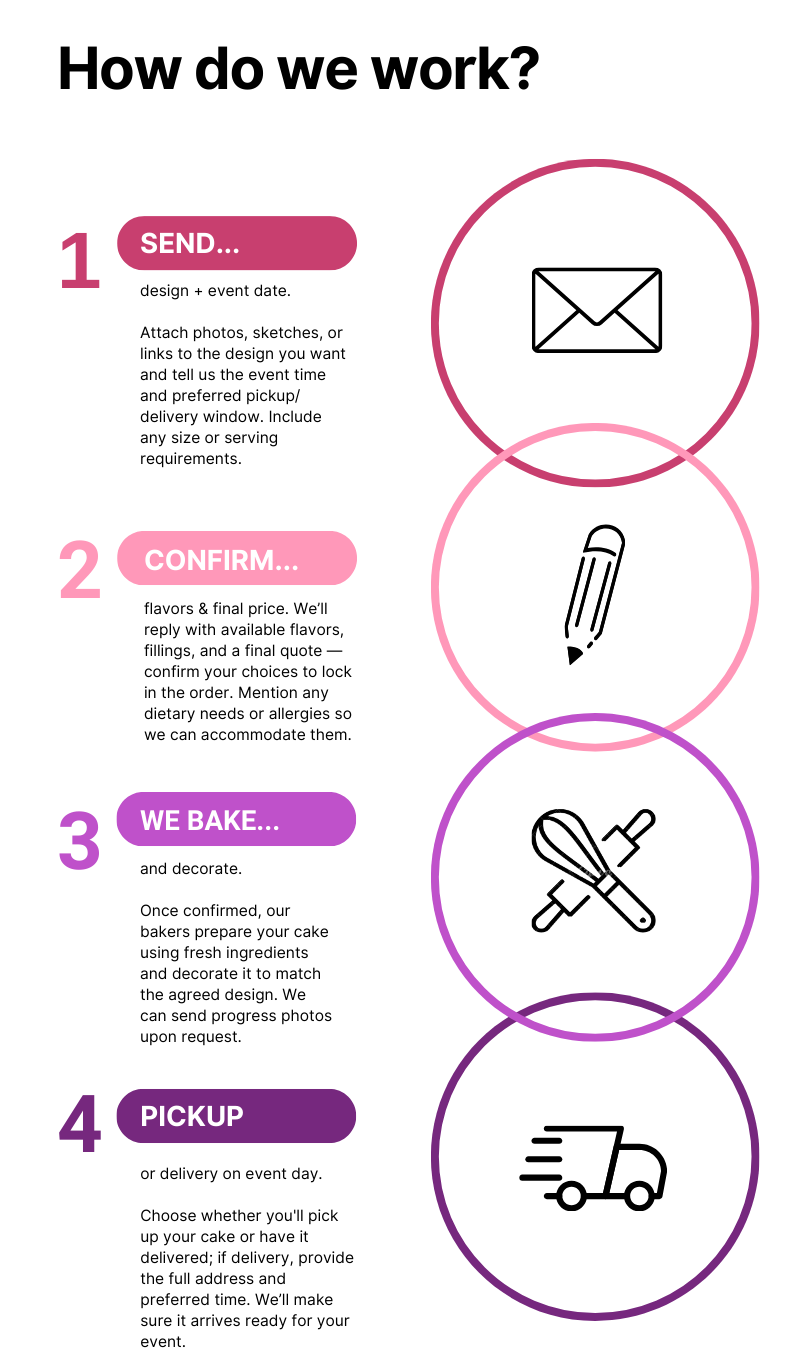 How do we work?
1
SEND...
design + event date.
Attach photos, sketches, or
links to the design you want
and tell us the event time
and preferred pickup/
delivery window. Include
any size or serving
requirements.
2
CONFIRM...
flavors & final price. We’ll
reply with available flavors,
fillings, and a final quote —
confirm your choices to lock
in the order. Mention any
dietary needs or allergies so
we can accommodate them.
3
WE BAKE...
and decorate.
Once confirmed, our
bakers prepare your cake
using fresh ingredients
and decorate it to match
the agreed design. We
can send progress photos
upon request.
4
PICKUP
or delivery on event day.
Choose whether you'll pick
up your cake or have it
delivered; if delivery, provide
the full address and
preferred time. We’ll make
sure it arrives ready for your
event.